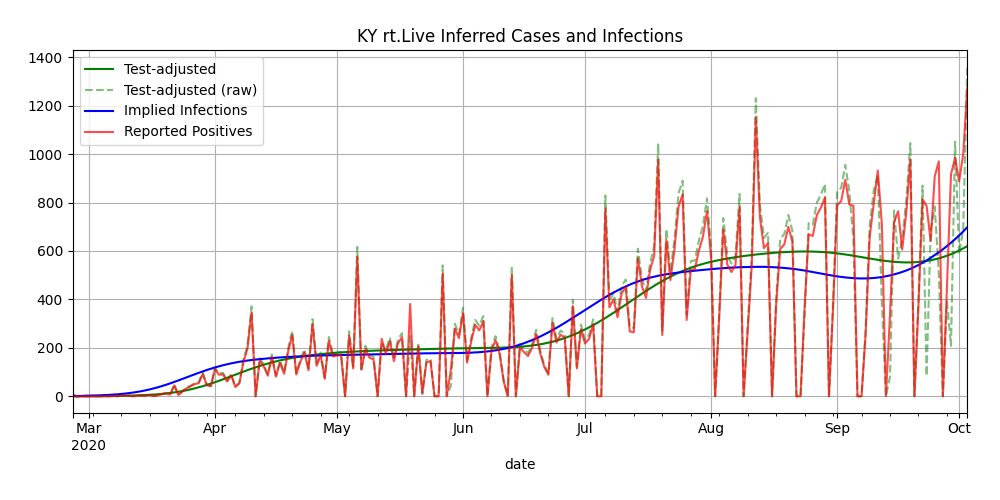 KY rt.Live Inferred Cases and Infections
1400
1200
1000
800
600
400
200
0
Test-adjusted
Test-adjusted (raw)
Implied Infections
Reported Positives
Mar Apr May Jun Jul Aug Sep Oct
2020
date